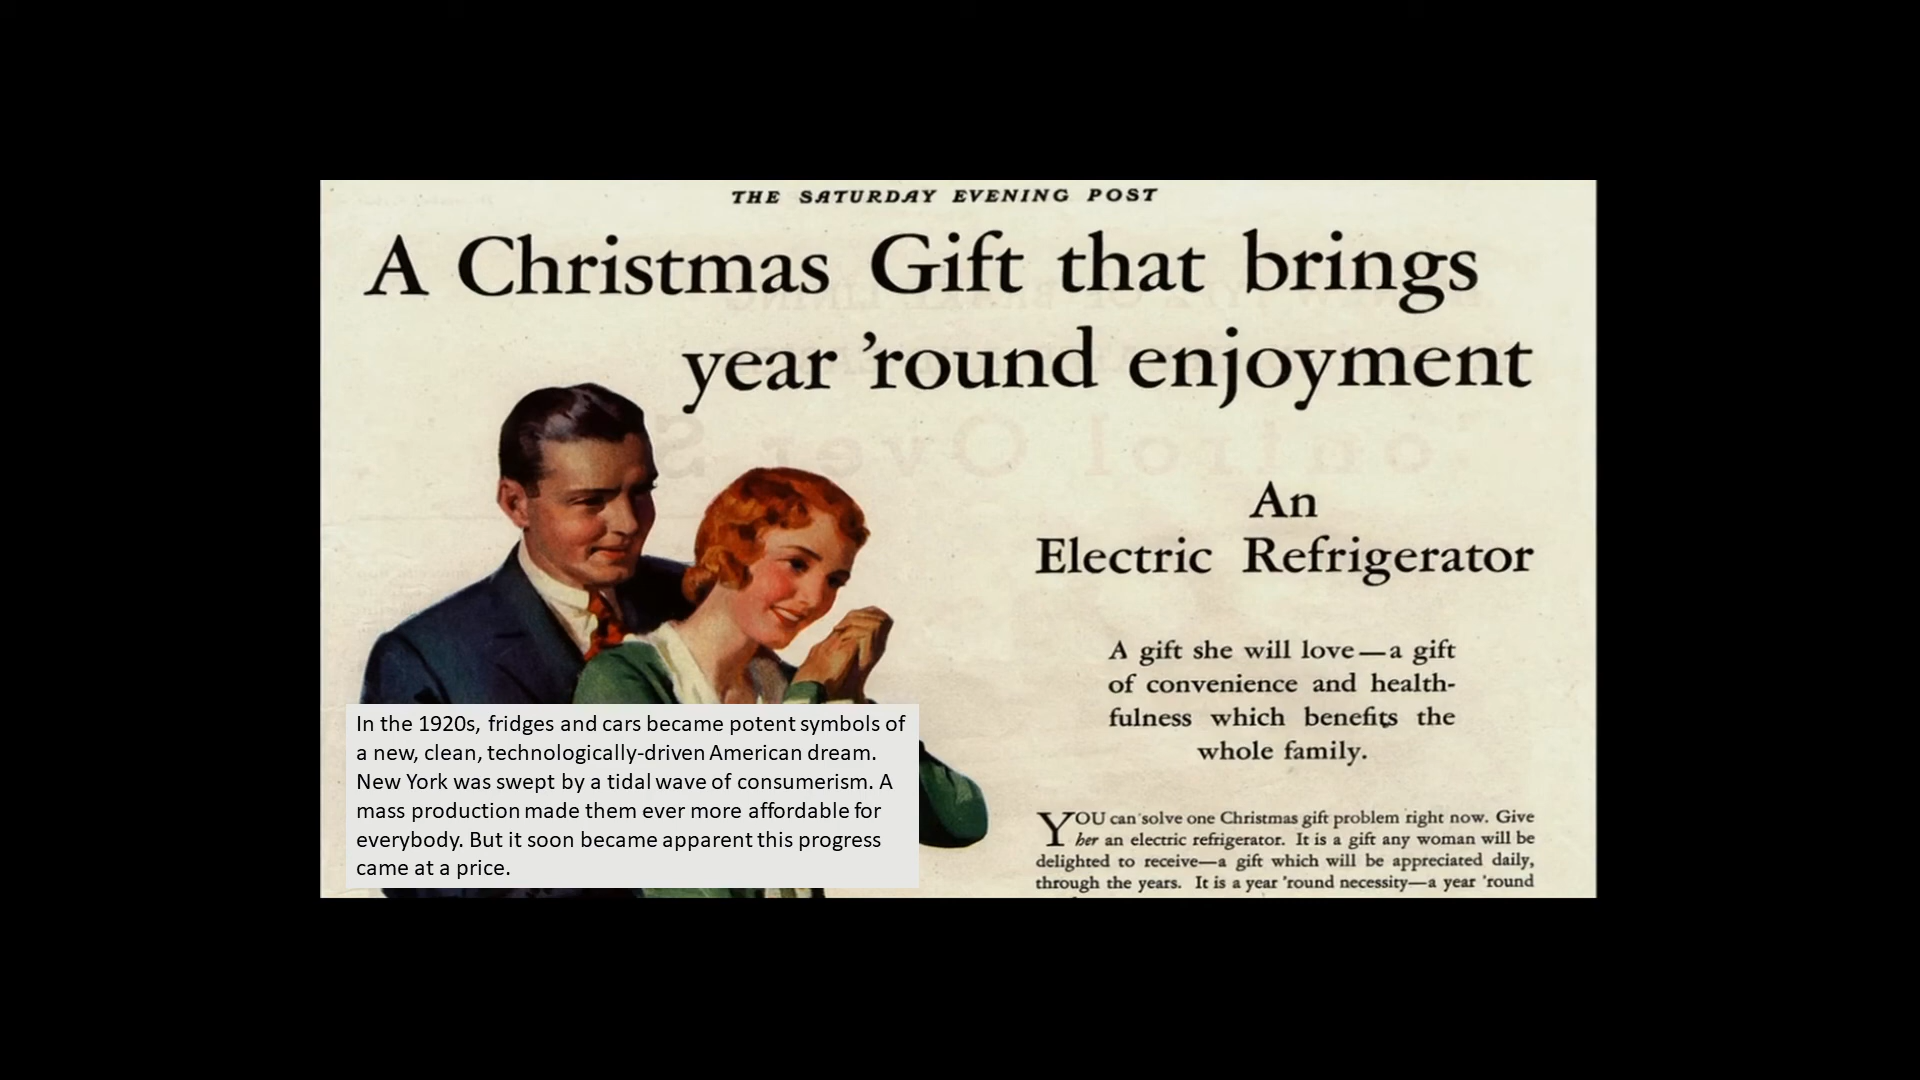 THE SATURDAY EVENING POST
A Christmas Gift that brings
year ’round enjoyment
An
Electric Refrigerator
A gift she will love—a gift
of convenience and health-
fulness which benefits the
whole family.
YOU can solve one Christmas gift problem right now. Give
her an electric refrigerator. It is a gift any woman will be
delighted to receive—a gift which will be appreciated daily,
through the years. It is a year ’round necessity—a year ’round
In the 1920s, fridges and cars became potent symbols of
a new, clean, technologically-driven American dream.
New York was swept by a tidal wave of consumerism. A
mass production made them ever more affordable for
everybody. But it soon became apparent this progress
came at a price.